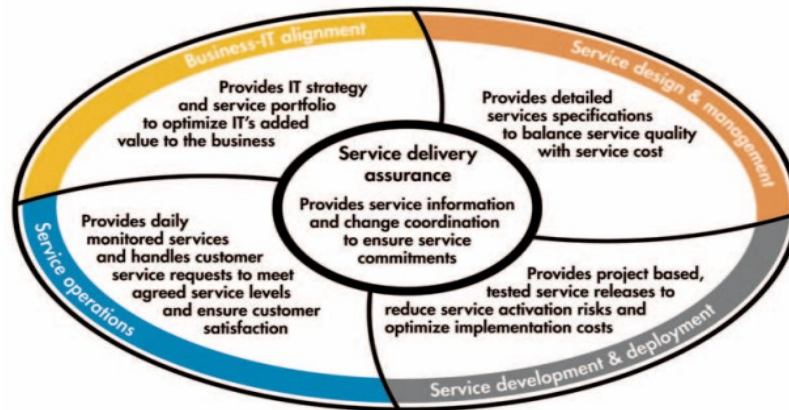 Business-IT alignment
Provides IT strategy
and service portfolio
to optimize IT's added
value to the business
Service design & management
Provides detailed
services specifications
to balance service quality
with service cost
Service delivery
assurance
Provides service information
and change coordination
to ensure service
commitments
Service operations
Provides daily
monitored services
and handles customer
service requests to meet
agreed service levels
and ensure customer
satisfaction
Provides project based,
tested service releases to
reduce service activation risks and
optimize implementation costs
Service development & deployment